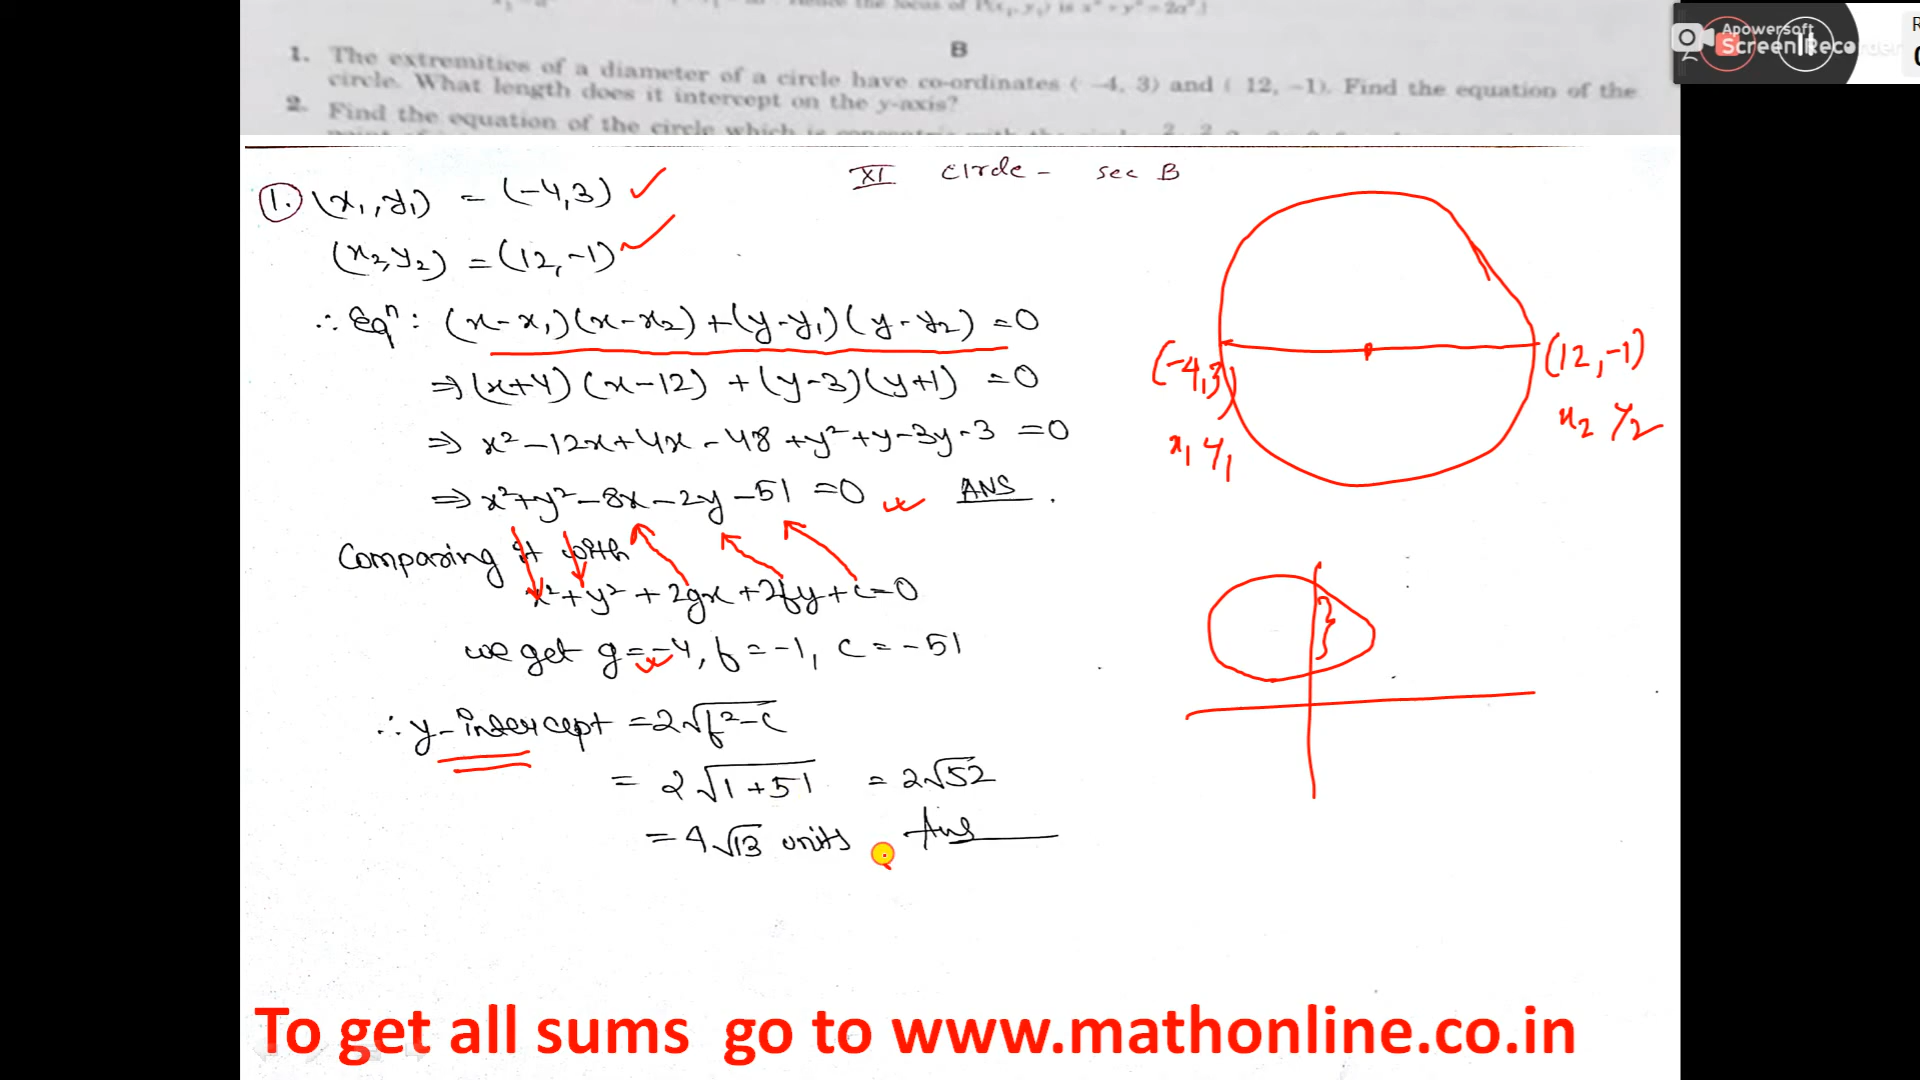 B
1. The extremities of a diameter of a circle have co-ordinates ( -4, 3) and ( 12, -1). Find the equation of the
circle. What length does it intercept on the y-axis?
2. Find the equation of the circle which is concentric with the circle
Apowersoft
Screen Recorder
XI Circle - sec B
1. (x₁, y₁) = (-4,3)
(x₂, y₂) = (12, -1)
∴ Eqⁿ: (x-x₁)(x-x₂)+(y-y₁)(y-y₂)=0
⇒ (x+4)(x-12) + (y-3)(y+1) = 0
⇒ x² -12x+4x -48 +y² +y-3y-3 =0
⇒ x²+y²-8x-2y-51 =0 ANS.
Comparing it with
x²+y²+2gx+2fy+c=0
we get g=-4, f=-1, c=-51
∴ y-intercept =2√f²-c
= 2√1+51 = 2√52
=4√13 units. Ans
(-4,3)
x₁ y₁
(12,-1)
x₂ y₂
To get all sums go to www.mathonline.co.in